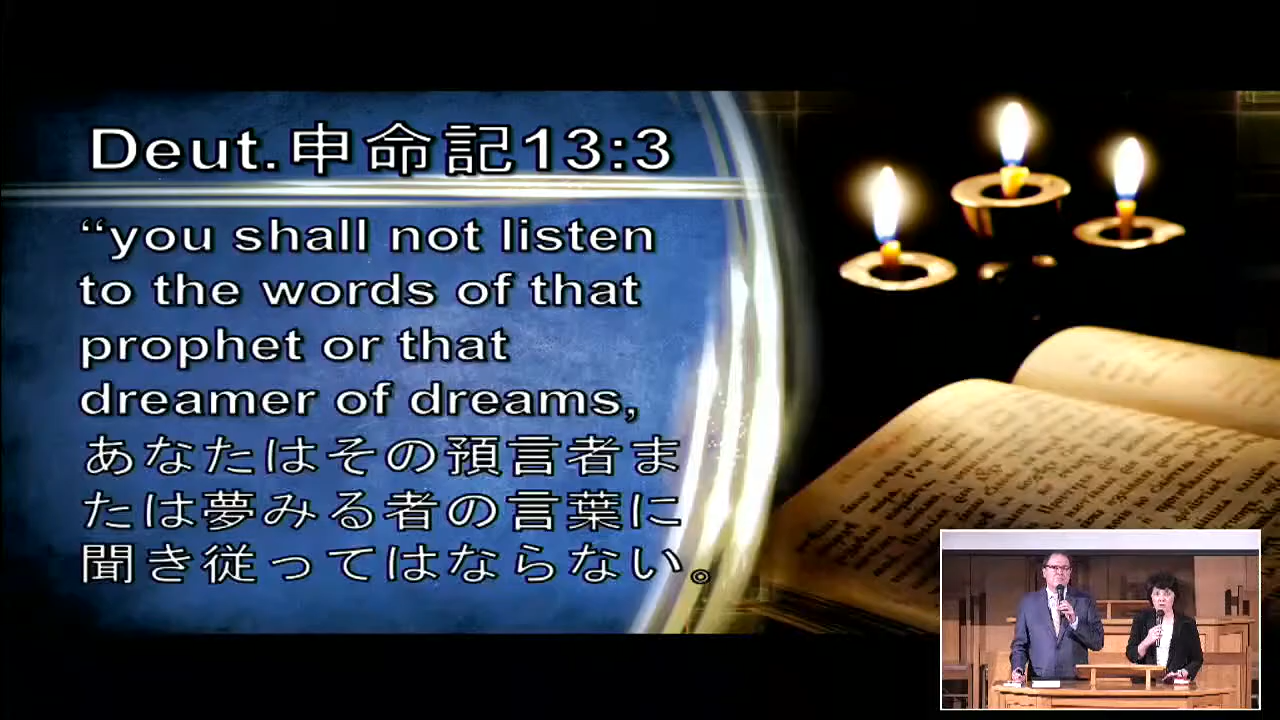 Deut.申命記13:3
“you shall not listen
to the words of that
prophet or that
dreamer of dreams,
あなたはその預言者ま
たは夢みる者の言葉に
聞き従ってはならない。